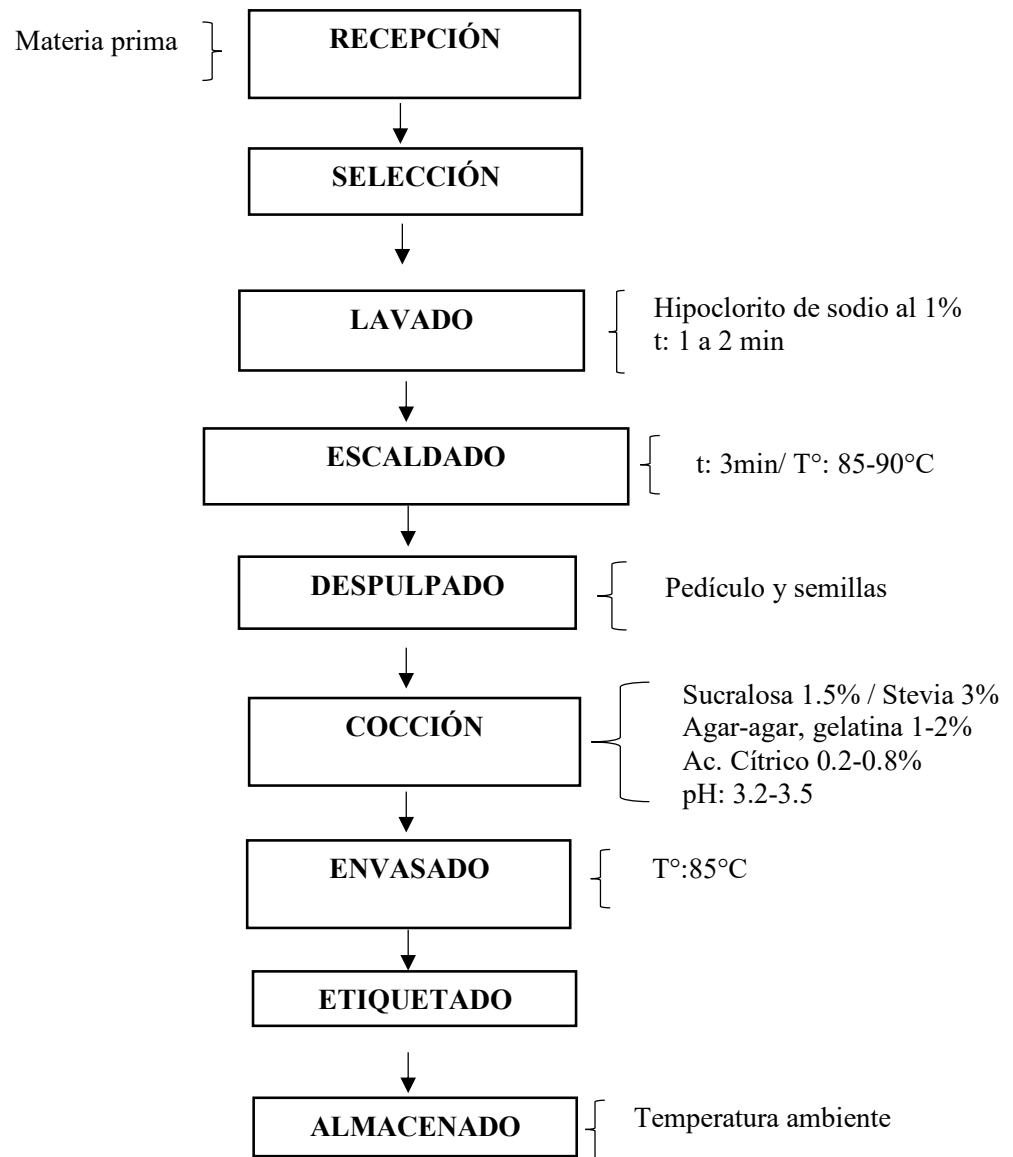 Materia prima
RECEPCIÓN
SELECCIÓN
LAVADO
Hipoclorito de sodio al 1%
t: 1 a 2 min
ESCALDADO
t: 3min/ T°: 85-90°C
DESPULPADO
Pedículo y semillas
COCCIÓN
Sucralosa 1.5% / Stevia 3%
Agar-agar, gelatina 1-2%
Ac. Cítrico 0.2-0.8%
pH: 3.2-3.5
ENVASADO
T°:85°C
ETIQUETADO
ALMACENADO
Temperatura ambiente